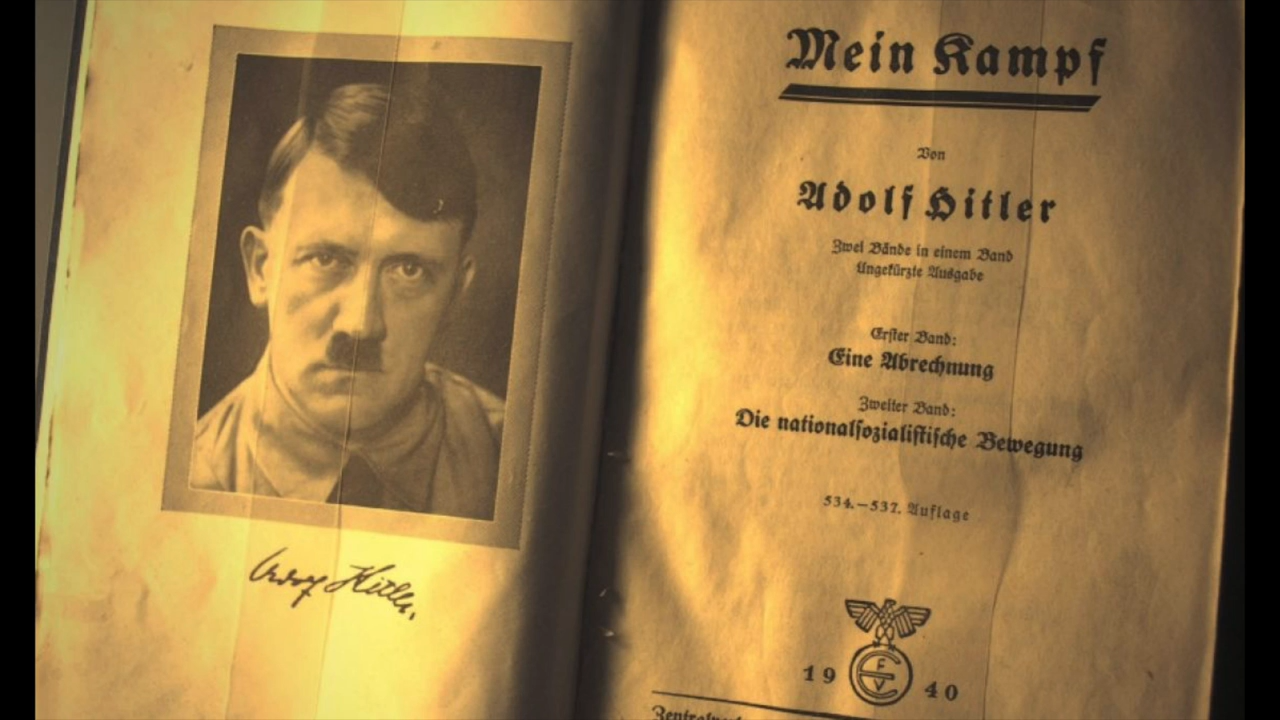 Adolf Hitler.
Mein Kampf
Von
Adolf Hitler
Zwei Bände in einem Band
Ungekürzte Ausgabe
Erster Band:
Eine Abrechnung
Zweiter Band:
Die nationalsozialistische Bewegung
534.–537. Auflage
19 FEV 40